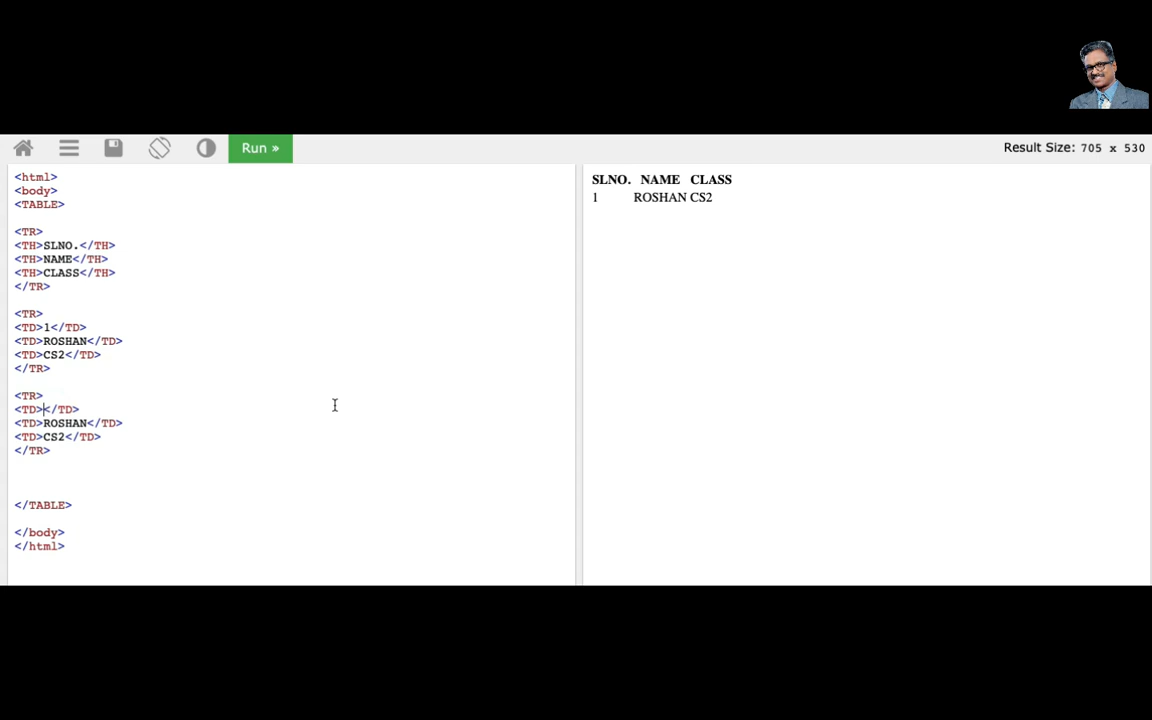 Run »
Result Size: 705 x 530
<html>
<body>
<TABLE>
<TR>
<TH>SLNO.</TH>
<TH>NAME</TH>
<TH>CLASS</TH>
</TR>
<TR>
<TD>1</TD>
<TD>ROSHAN</TD>
<TD>CS2</TD>
</TR>
<TR>
<TD></TD>
<TD>ROSHAN</TD>
<TD>CS2</TD>
</TR>
</TABLE>
</body>
</html>
SLNO. NAME CLASS
1 ROSHAN CS2